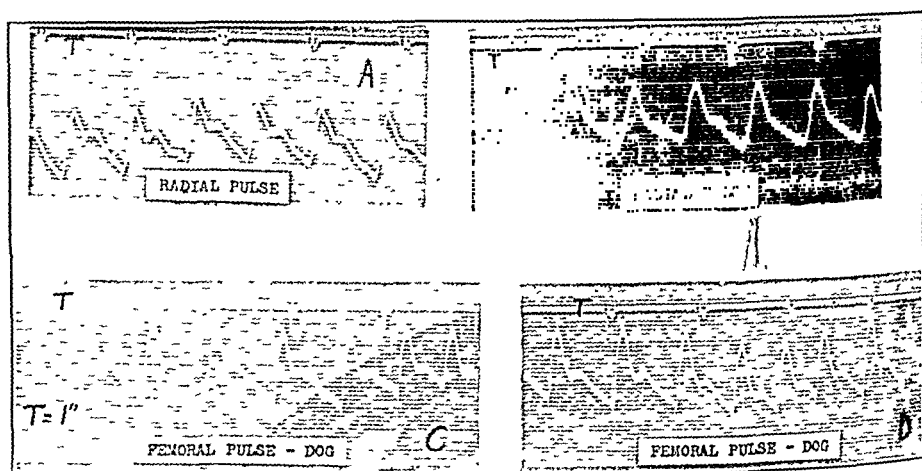 T
A
RADIAL PULSE
T
T
T=1"
FEMORAL PULSE - DOG
C
T
FEMORAL PULSE - DOG
D